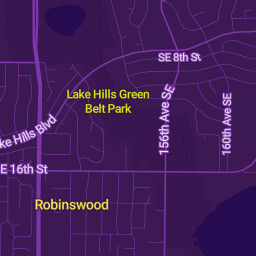 SE 8th St
Lake Hills Green
Belt Park
156th Ave SE
160th Ave SE
ke Hills Blvd
E 16th St
Robinswood